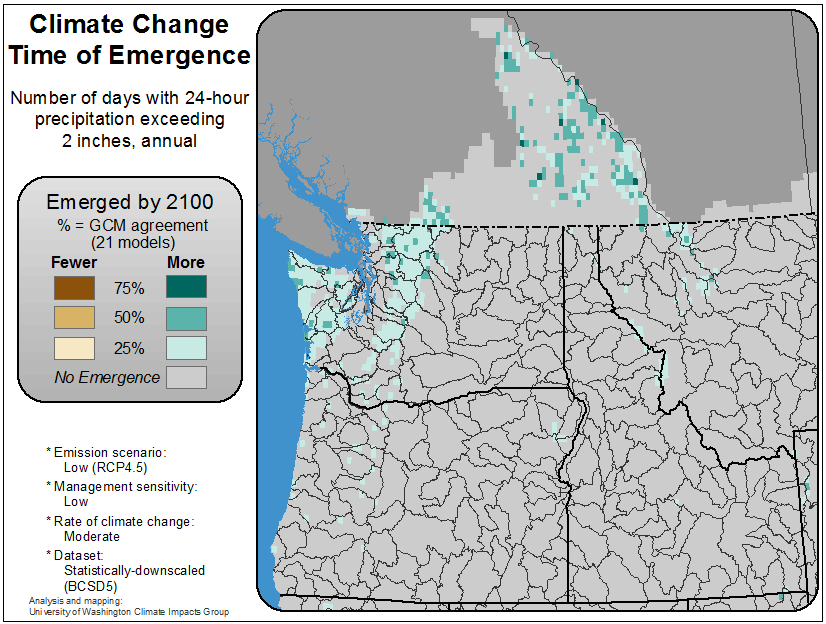 Climate Change
Time of Emergence
Number of days with 24-hour
precipitation exceeding
2 inches, annual
Emerged by 2100
% = GCM agreement
(21 models)
Fewer More
75%
50%
25%
No Emergence
* Emission scenario:
Low (RCP4.5)
* Management sensitivity:
Low
* Rate of climate change:
Moderate
* Dataset:
Statistically-downscaled
(BCSD5)
Analysis and mapping:
University of Washington Climate Impacts Group